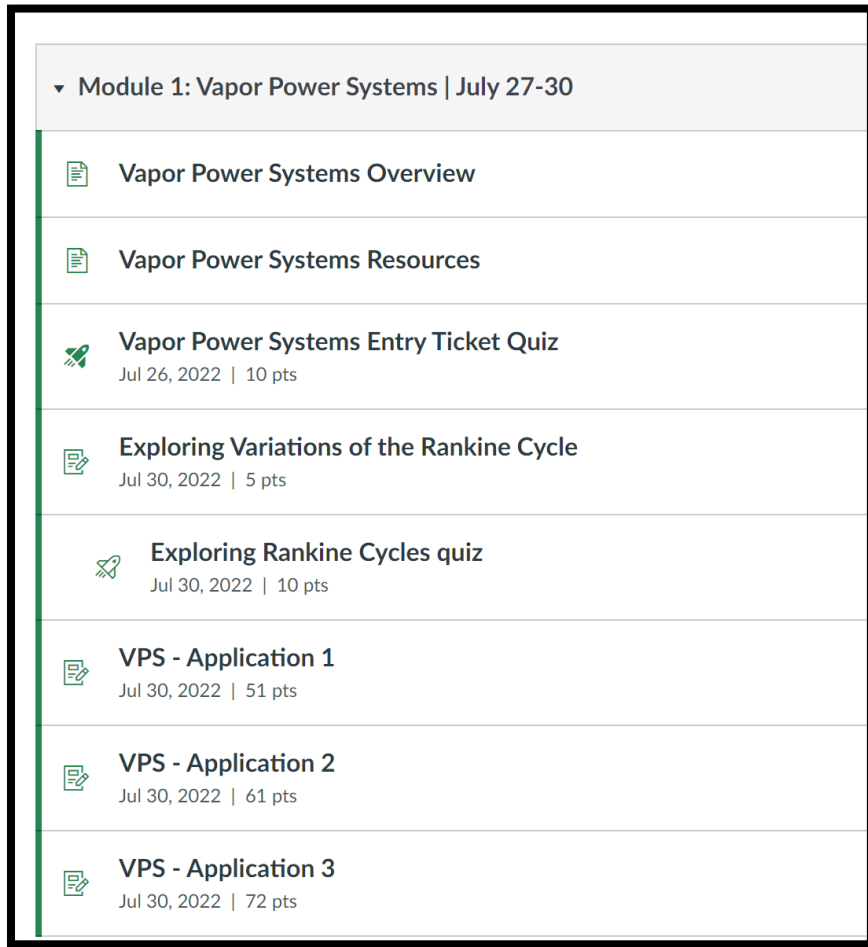 Module 1: Vapor Power Systems | July 27-30
Vapor Power Systems Overview
Vapor Power Systems Resources
Vapor Power Systems Entry Ticket Quiz
Jul 26, 2022 | 10 pts
Exploring Variations of the Rankine Cycle
Jul 30, 2022 | 5 pts
Exploring Rankine Cycles quiz
Jul 30, 2022 | 10 pts
VPS - Application 1
Jul 30, 2022 | 51 pts
VPS - Application 2
Jul 30, 2022 | 61 pts
VPS - Application 3
Jul 30, 2022 | 72 pts